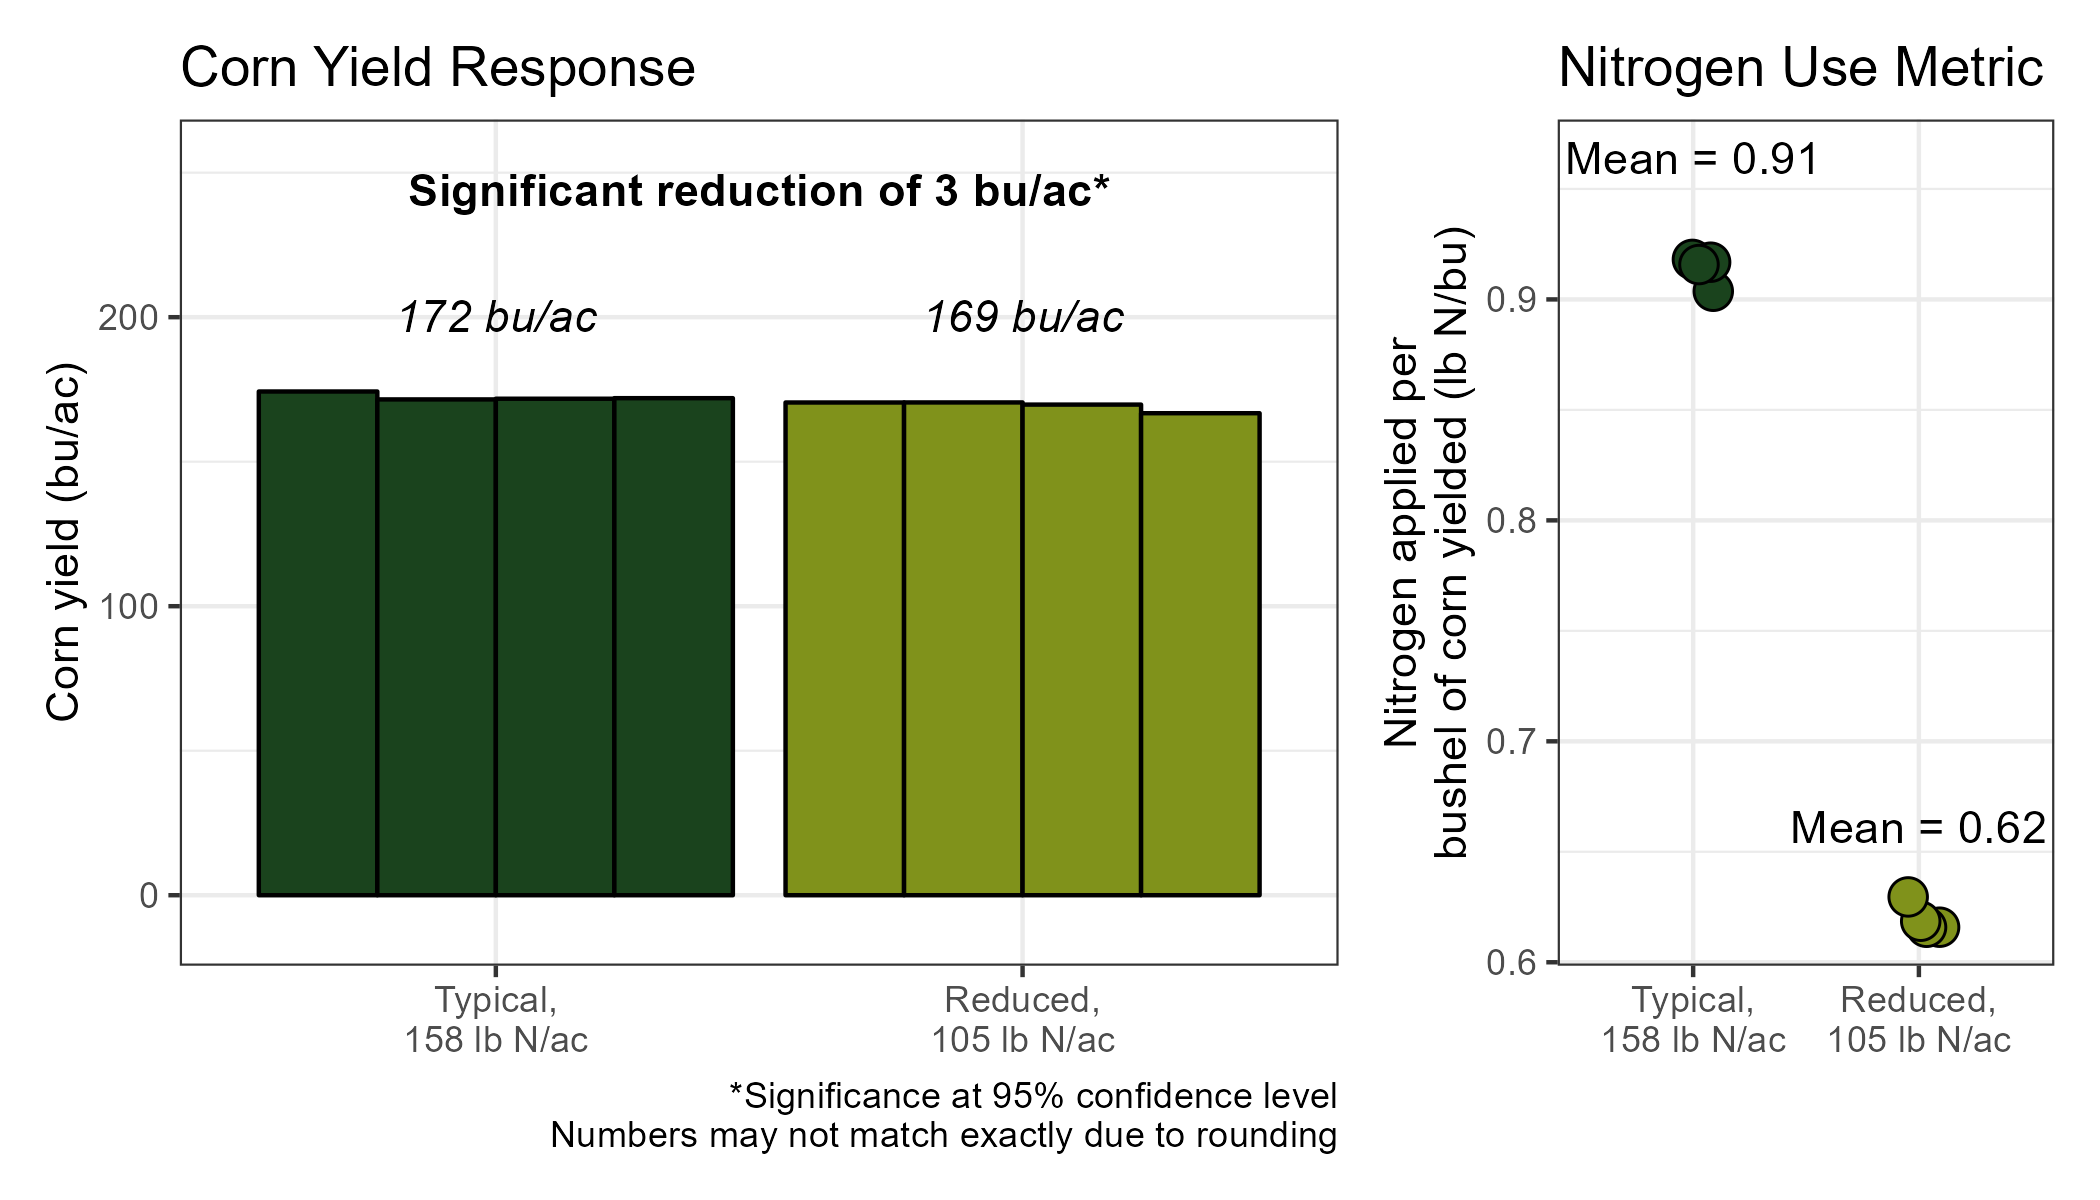 Corn Yield Response
Significant reduction of 3 bu/ac*
172 bu/ac
169 bu/ac
Corn yield (bu/ac)
200
100
0
Typical,
158 lb N/ac
Reduced,
105 lb N/ac
*Significance at 95% confidence level
Numbers may not match exactly due to rounding
Nitrogen Use Metric
Mean = 0.91
Mean = 0.62
Nitrogen applied per
bushel of corn yielded (lb N/bu)
0.9
0.8
0.7
0.6
Typical,
158 lb N/ac
Reduced,
105 lb N/ac